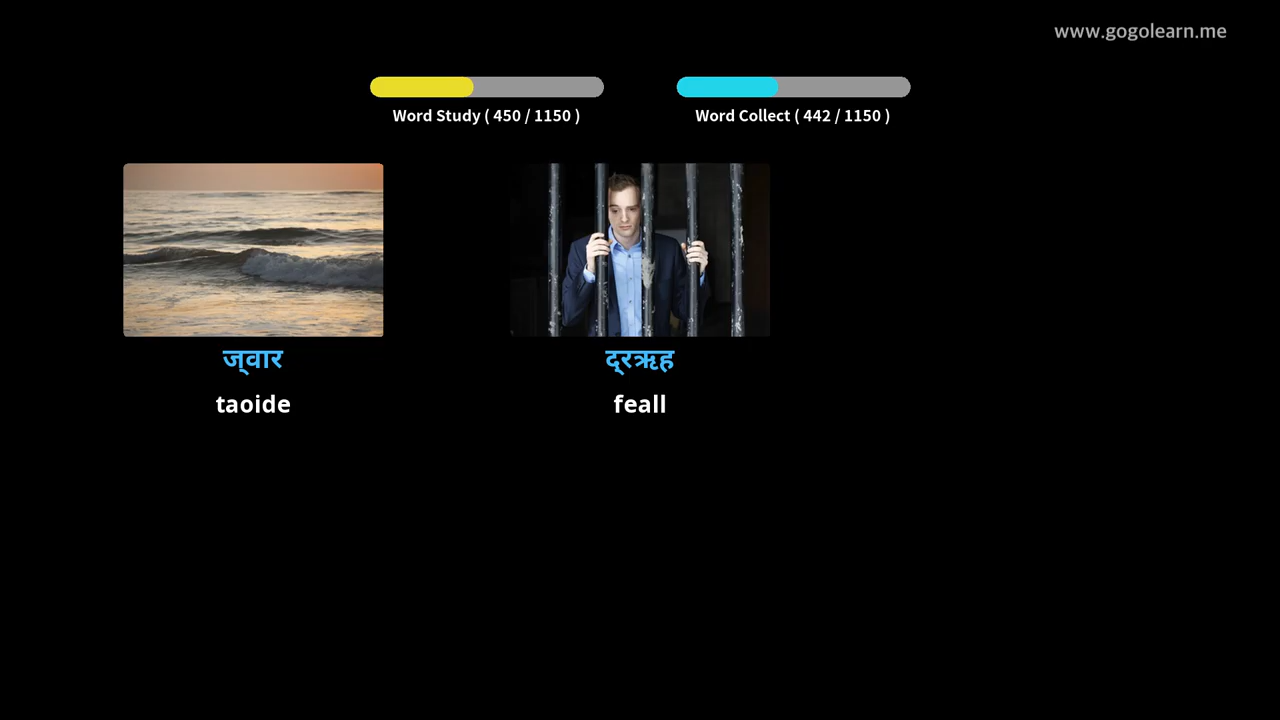 www.gogolearn.me
Word Study ( 450 / 1150 )
Word Collect ( 442 / 1150 )
ज्वार
द्रऋह
taoide
feall